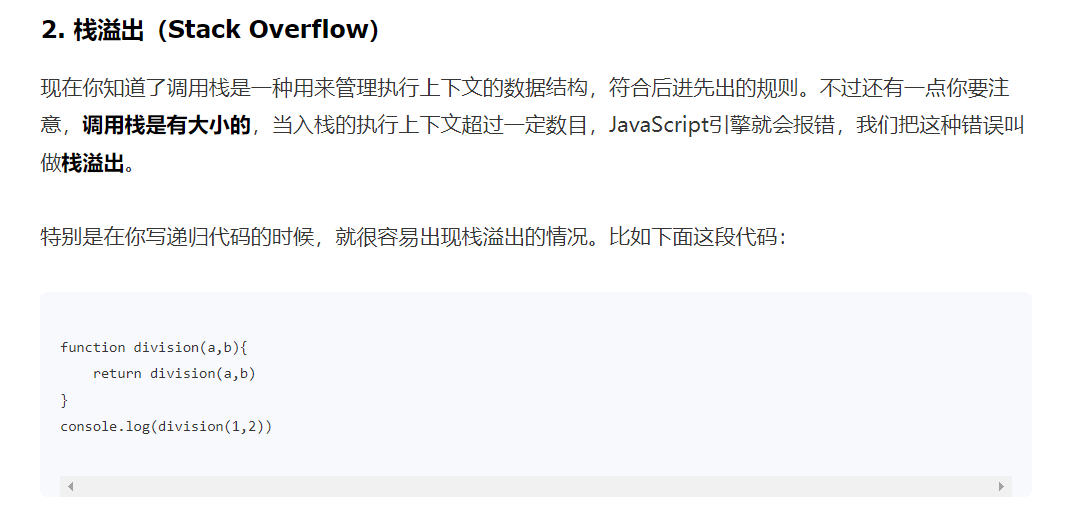 2. 栈溢出（Stack Overflow）
现在你知道了调用栈是一种用来管理执行上下文的数据结构，符合后进先出的规则。不过还有一点你要注
意，调用栈是有大小的，当入栈的执行上下文超过一定数目，JavaScript引擎就会报错，我们把这种错误叫
做栈溢出。
特别是在你写递归代码的时候，就很容易出现栈溢出的情况。比如下面这段代码：
function division(a,b){
    return division(a,b)
}
console.log(division(1,2))